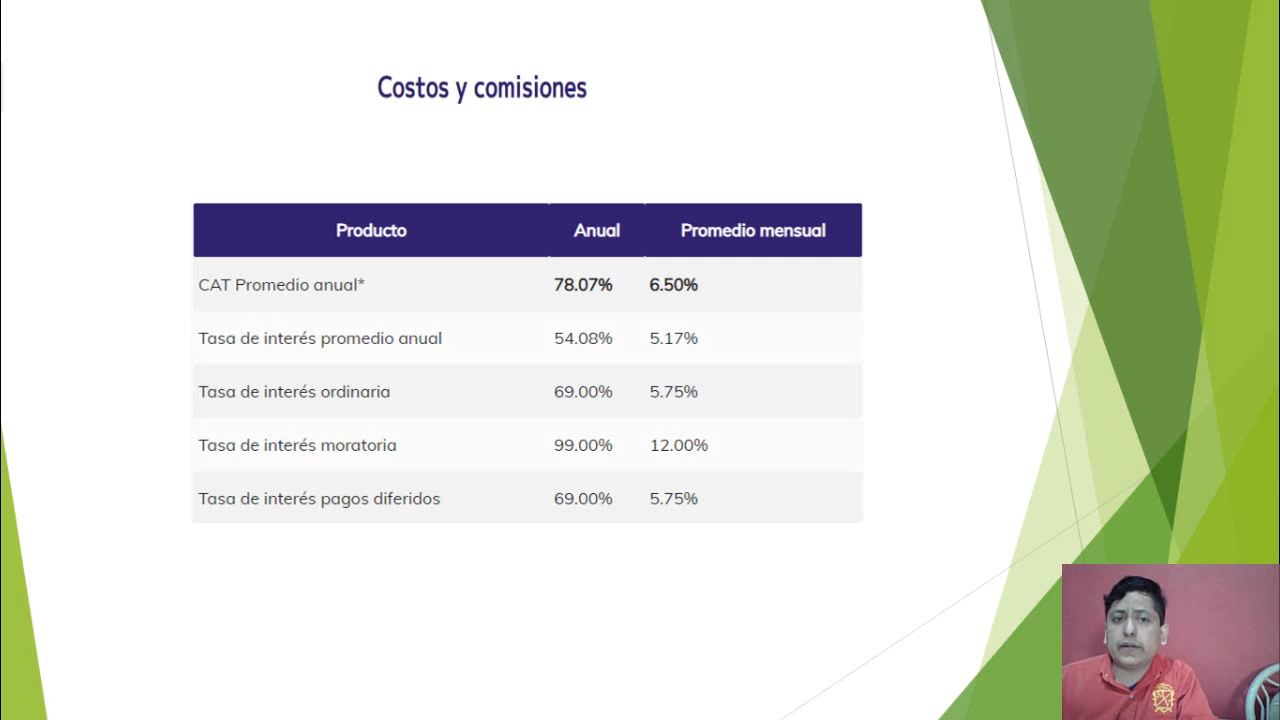 Costos y comisiones
Producto Anual Promedio mensual
CAT Promedio anual* 78.07% 6.50%
Tasa de interés promedio anual 54.08% 5.17%
Tasa de interés ordinaria 69.00% 5.75%
Tasa de interés moratoria 99.00% 12.00%
Tasa de interés pagos diferidos 69.00% 5.75%